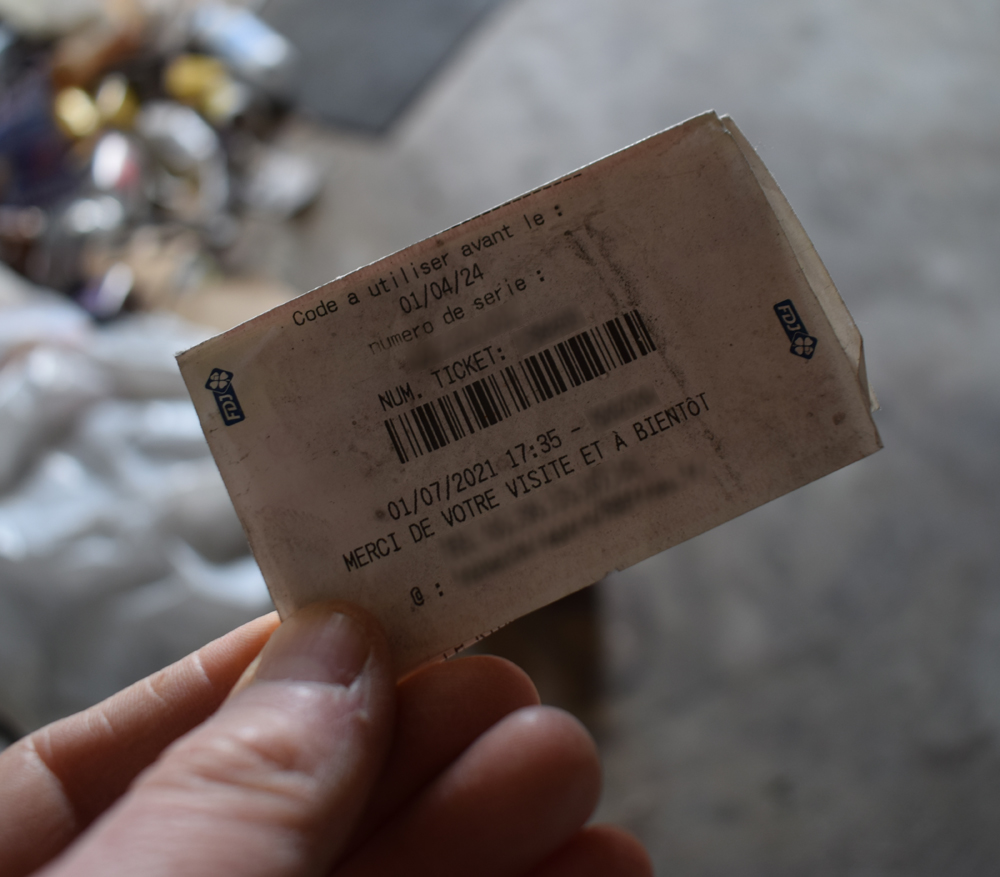 Code a utiliser avant le :
01/04/24
numero de serie :
NUM. TICKET:
01/07/2021 17:35 -
MERCI DE VOTRE VISITE ET À BIENTÔT
@ :
FDJ
FDJ